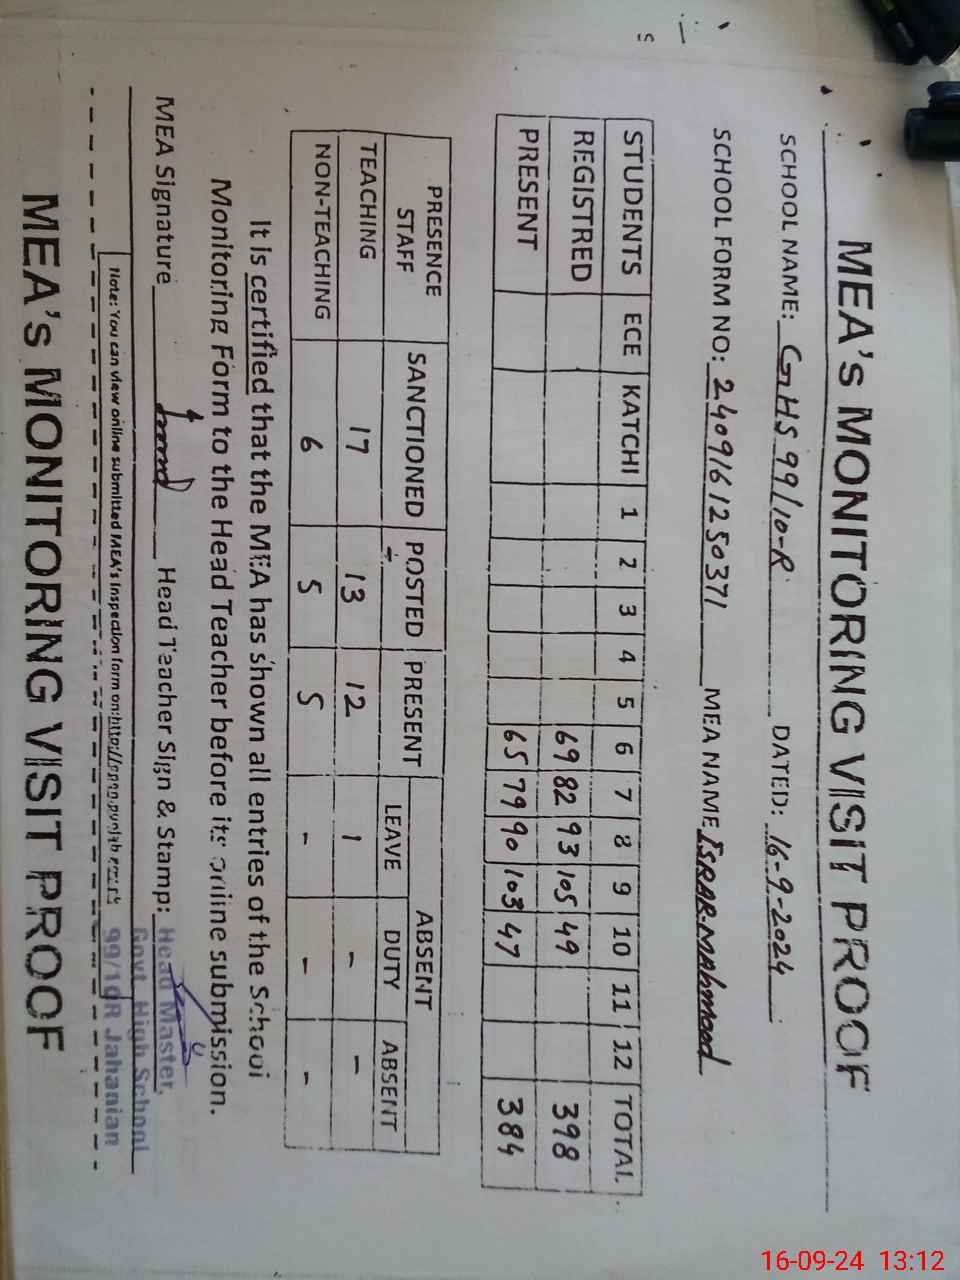 MEA's MONITORING VISIT PROOF
SCHOOL NAME: GHS 99/10-R DATED: 16-9-2024
SCHOOL FORM NO: 2409161250371 MEA NAME ISRAR Mahmood
STUDENTS ECE KATCHI 1 2 3 4 5 6 7 8 9 10 11 12 TOTAL
REGISTRED 69 82 93 105 49 398
PRESENT 65 79 90 103 47 384
PRESENCE STAFF SANCTIONED POSTED PRESENT ABSENT
LEAVE DUTY ABSENT
TEACHING 17 13 12 1 - -
NON-TEACHING 6 5 5 - - -
It is certified that the MEA has shown all entries of the School
Monitoring Form to the Head Teacher before its online submission.
MEA Signature Head Teacher Sign & Stamp: Head Master,
Govt. High School
99/10R Jahanian
Note: You can view online submitted MEA's Inspection form on:
MEA's MONITORING VISIT PROOF
16-09-24 13:12